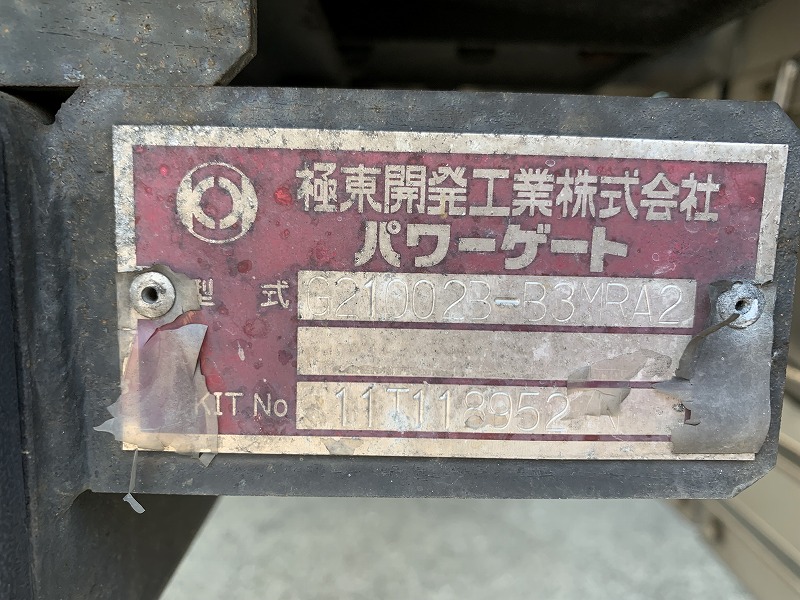 極東開発工業株式会社
パワーゲート
型式 G21002B-B3MRA2
KIT No 11T118952